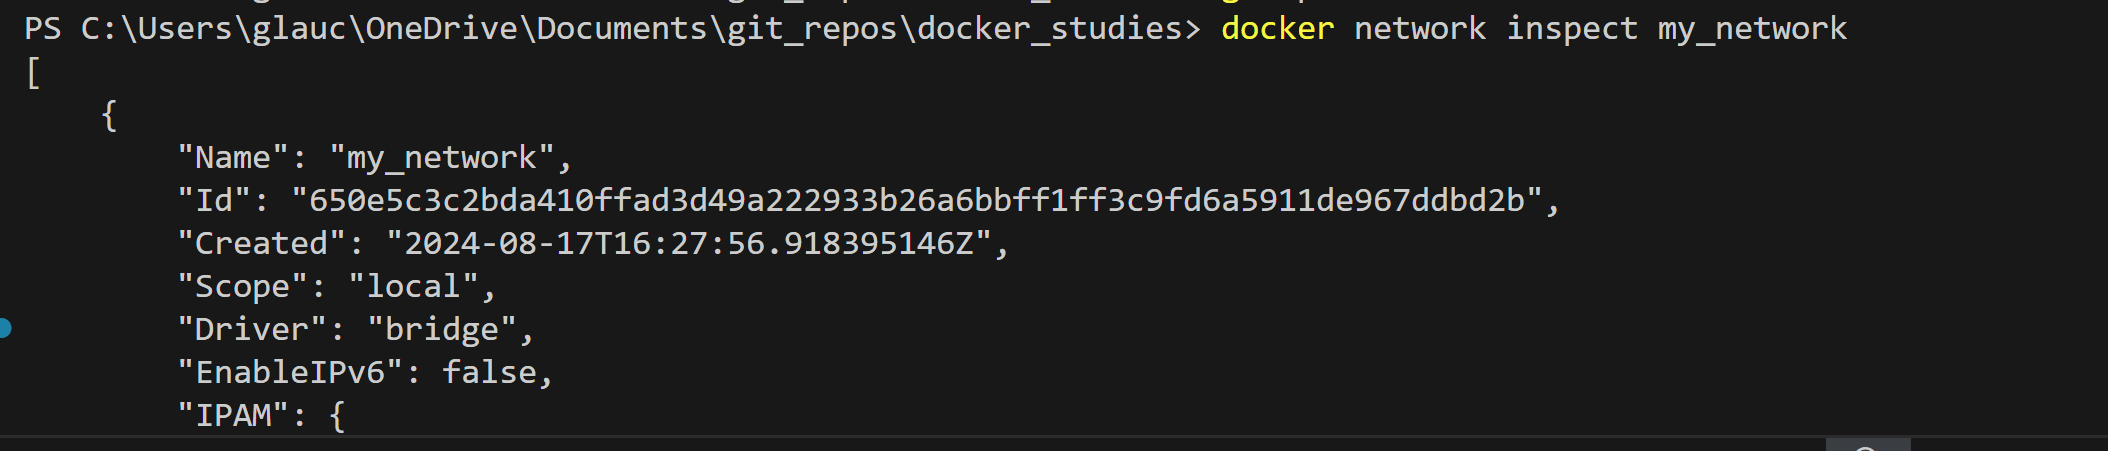 PS C:\Users\glauc\OneDrive\Documents\git_repos\docker_studies> docker network inspect my_network
[
    {
        "Name": "my_network",
        "Id": "650e5c3c2bda410ffad3d49a222933b26a6bbff1ff3c9fd6a5911de967ddbd2b",
        "Created": "2024-08-17T16:27:56.918395146Z",
        "Scope": "local",
        "Driver": "bridge",
        "EnableIPv6": false,
        "IPAM": {